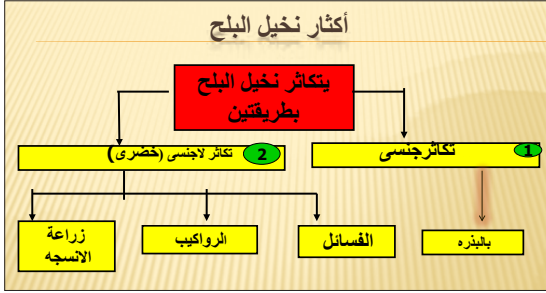 أكثار نخيل البلح
يتكاثر نخيل البلح
بطريقتين
1 تكاثرجنسى
2 تكاثر لاجنسى (خضرى)
بالبذره
الفسائل
الرواكيب
زراعة
الانسجه